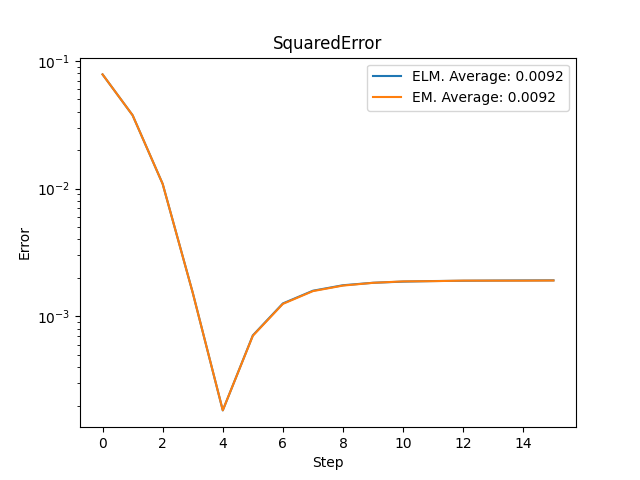 SquaredError
ELM. Average: 0.0092
EM. Average: 0.0092
Error
10⁻¹
10⁻²
10⁻³
0 2 4 6 8 10 12 14
Step